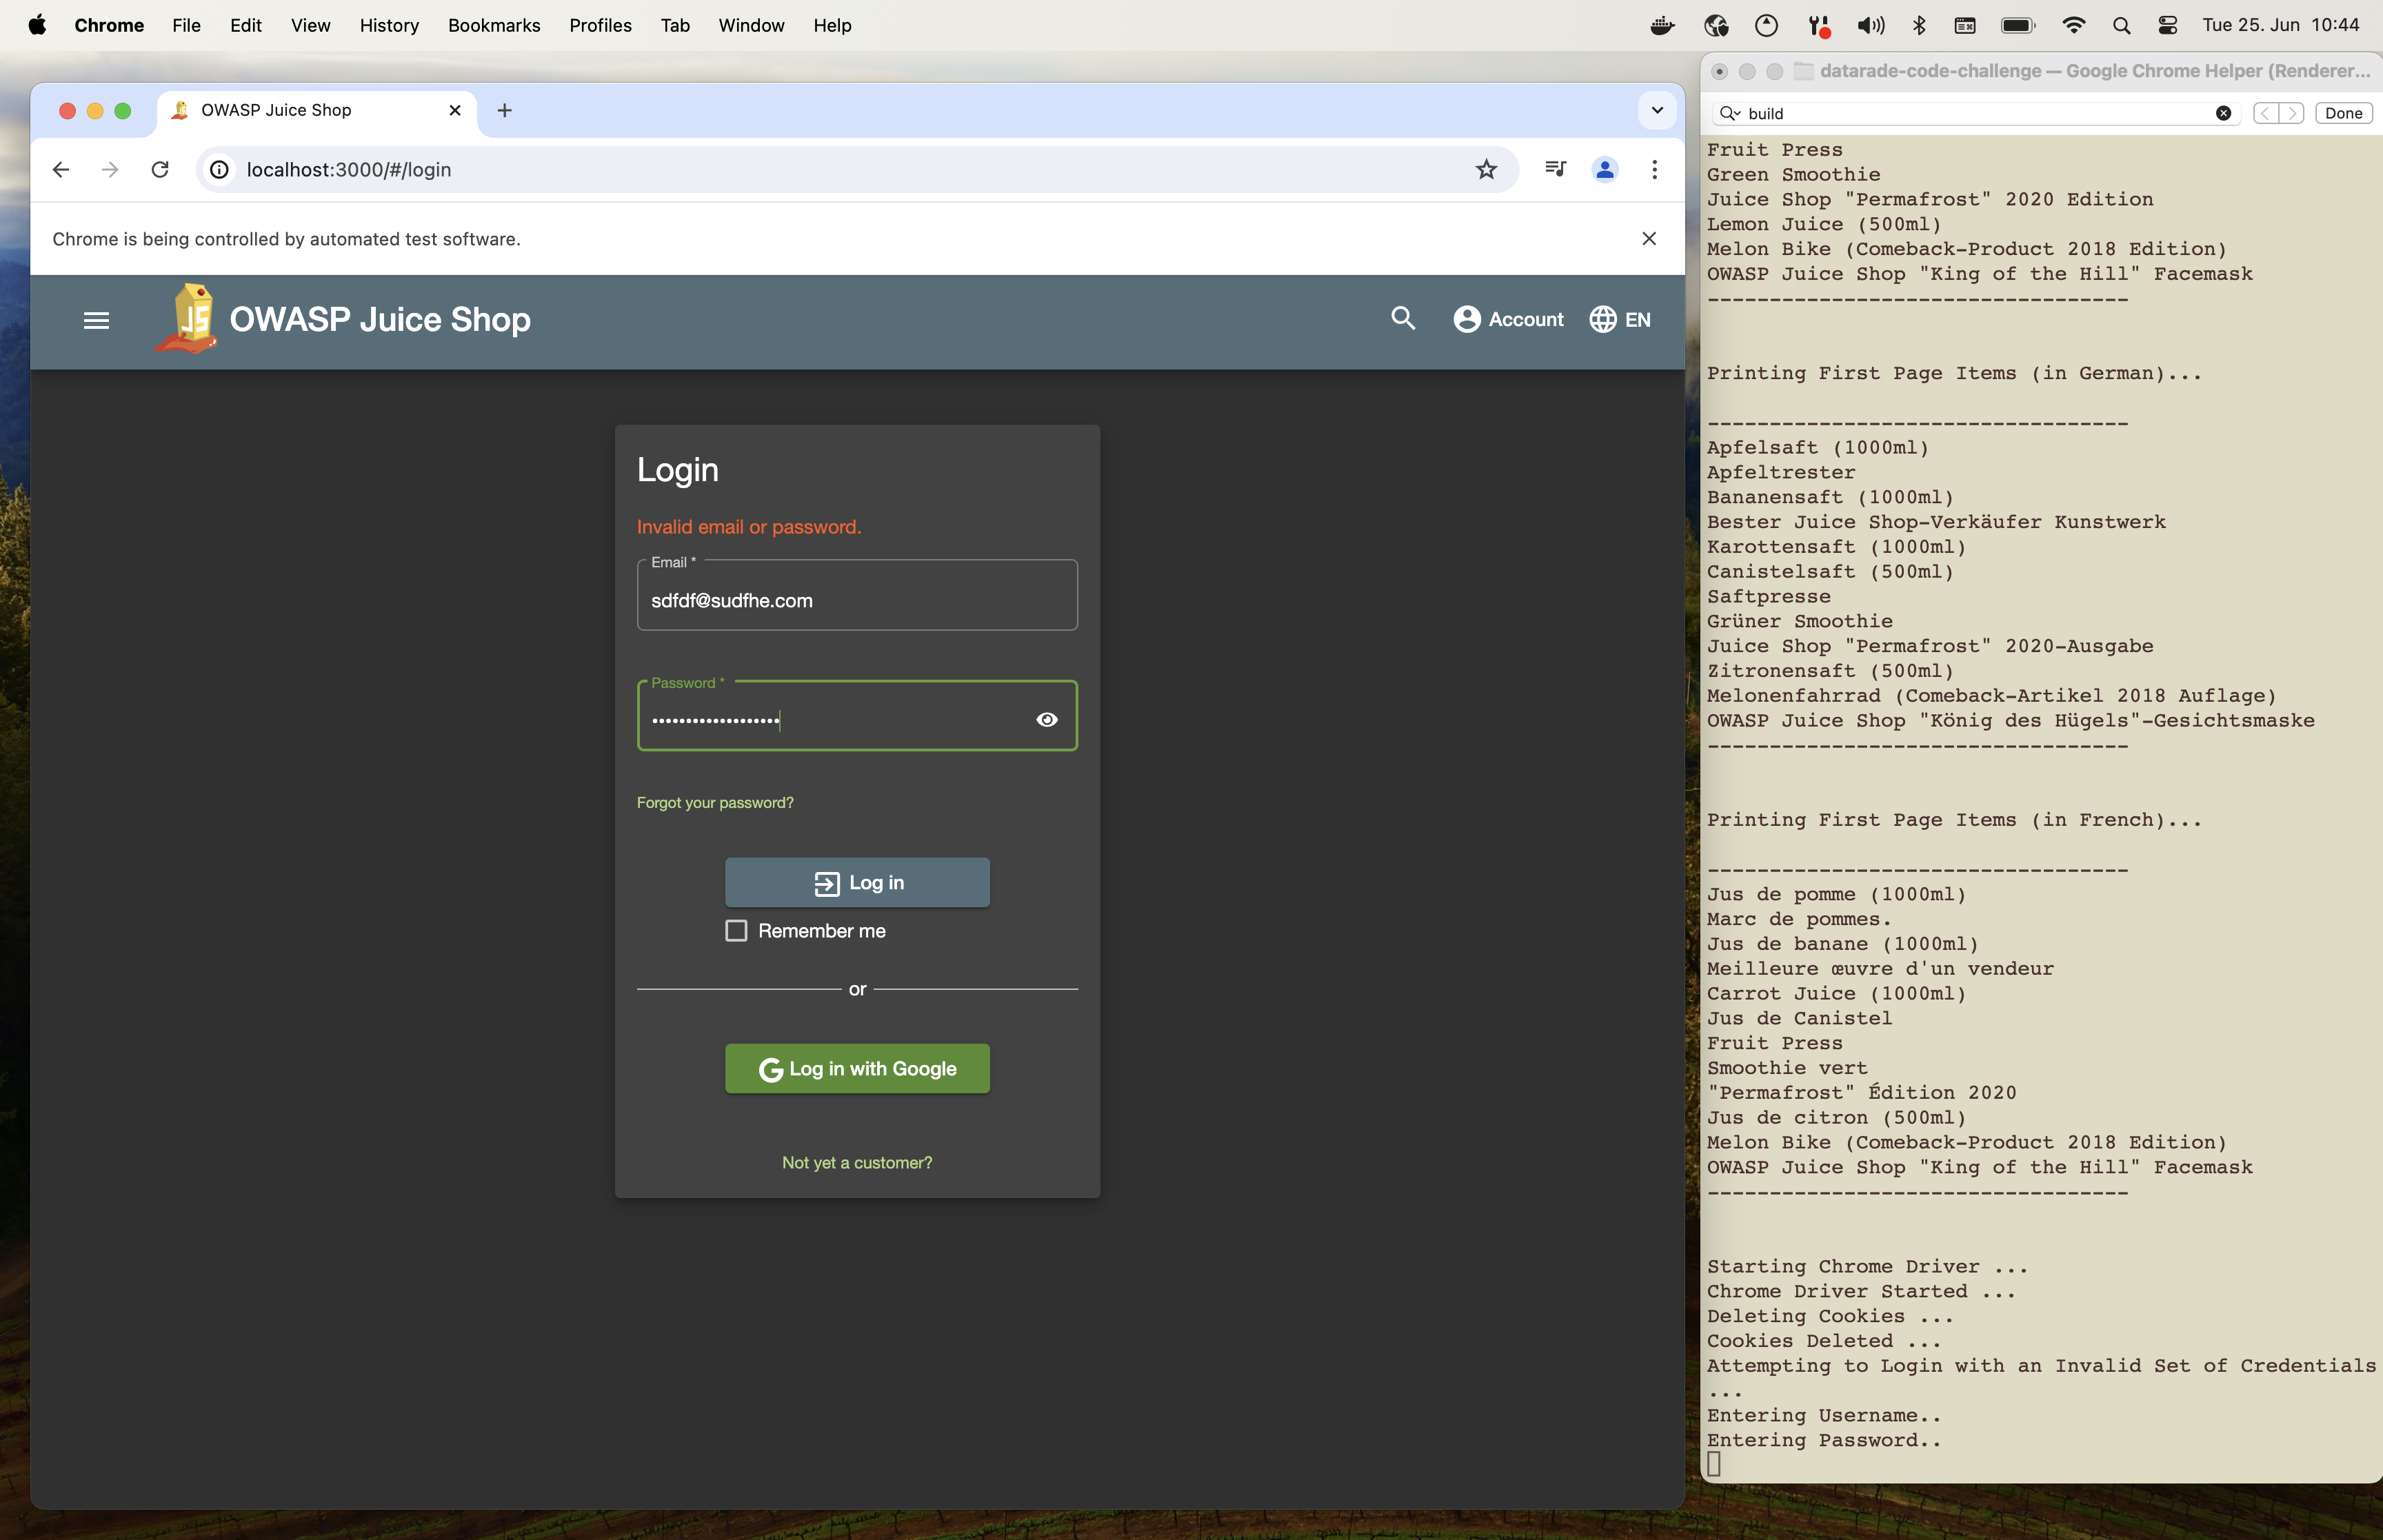 Chrome File Edit View History Bookmarks Profiles Tab Window Help Tue 25. Jun 10:44
OWASP Juice Shop
localhost:3000/#/login
Chrome is being controlled by automated test software.
JS OWASP Juice Shop Account EN
Login
Invalid email or password.
Email *
sdfdf@sudfhe.com
Password *
•••••••••••••••••••
Forgot your password?
Log in
Remember me
or
G Log in with Google
Not yet a customer?
datarade-code-challenge — Google Chrome Helper (Renderer...
build Done
Fruit Press
Green Smoothie
Juice Shop "Permafrost" 2020 Edition
Lemon Juice (500ml)
Melon Bike (Comeback-Product 2018 Edition)
OWASP Juice Shop "King of the Hill" Facemask
----------------------------------
Printing First Page Items (in German)...
----------------------------------
Apfelsaft (1000ml)
Apfeltrester
Bananensaft (1000ml)
Bester Juice Shop-Verkäufer Kunstwerk
Karottensaft (1000ml)
Canistelsaft (500ml)
Saftpresse
Grüner Smoothie
Juice Shop "Permafrost" 2020-Ausgabe
Zitronensaft (500ml)
Melonenfahrrad (Comeback-Artikel 2018 Auflage)
OWASP Juice Shop "König des Hügels"-Gesichtsmaske
----------------------------------
Printing First Page Items (in French)...
----------------------------------
Jus de pomme (1000ml)
Marc de pommes.
Jus de banane (1000ml)
Meilleure œuvre d'un vendeur
Carrot Juice (1000ml)
Jus de Canistel
Fruit Press
Smoothie vert
"Permafrost" Édition 2020
Jus de citron (500ml)
Melon Bike (Comeback-Product 2018 Edition)
OWASP Juice Shop "King of the Hill" Facemask
----------------------------------
Starting Chrome Driver ...
Chrome Driver Started ...
Deleting Cookies ...
Cookies Deleted ...
Attempting to Login with an Invalid Set of Credentials
...
Entering Username..
Entering Password..